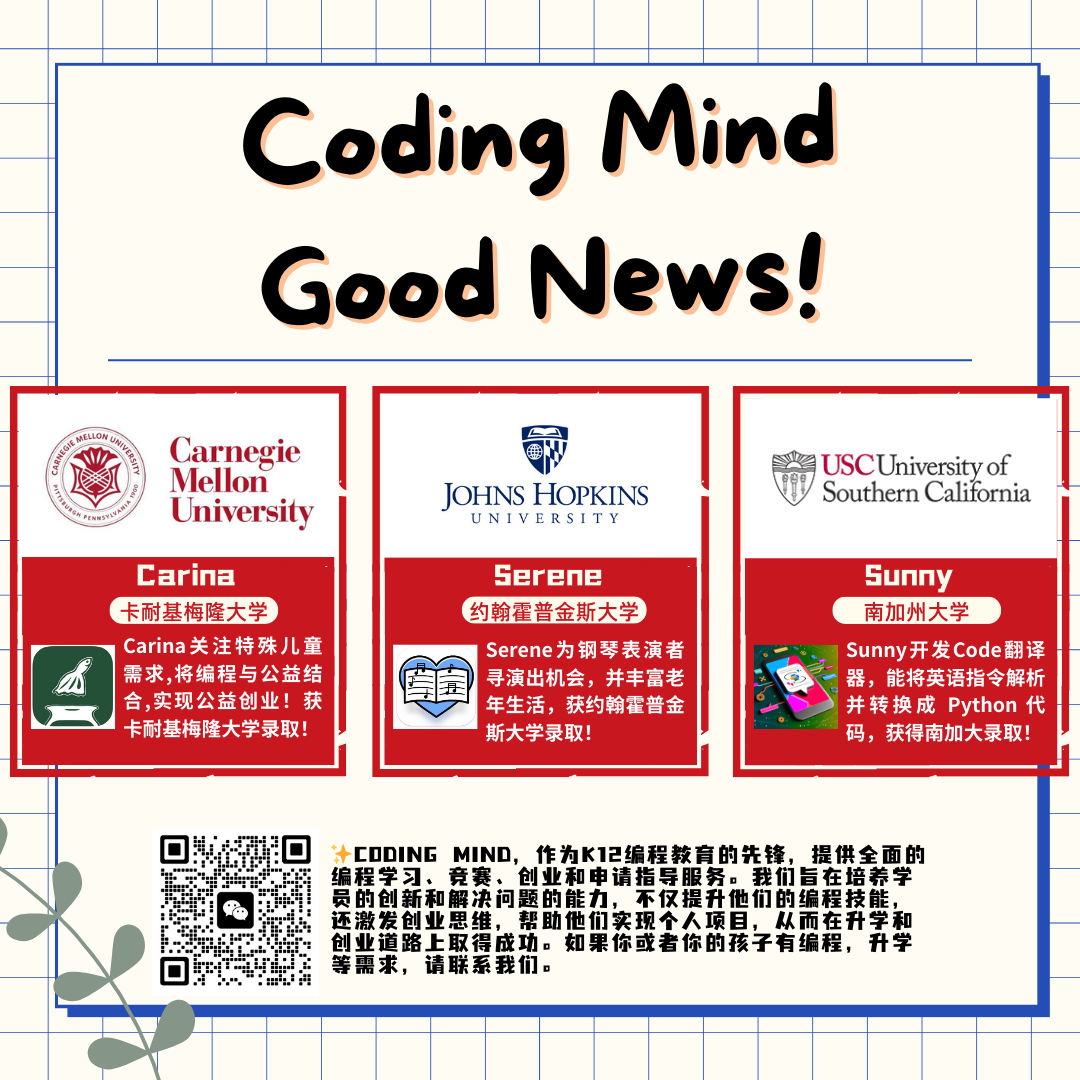 Coding Mind
Good News!
CARNEGIE MELLON UNIVERSITY
PITTSBURGH PENNSYLVANIA 1900
Carnegie
Mellon
University
JOHNS HOPKINS
UNIVERSITY
USC University of
Southern California
Carina
卡耐基梅隆大学
Carina关注特殊儿童
需求,将编程与公益结
合,实现公益创业！获
卡耐基梅隆大学录取！
Serene
约翰霍普金斯大学
Serene为钢琴表演者
寻演出机会，并丰富老
年生活，获约翰霍普金
斯大学录取！
Sunny
南加州大学
Sunny开发Code翻译
器，能将英语指令解析
并转换成 Python 代
码，获得南加大录取！
✨CODING MIND，作为K12编程教育的先锋，提供全面的
编程学习、竞赛、创业和申请指导服务。我们旨在培养学
员的创新和解决问题的能力，不仅提升他们的编程技能，
还激发创业思维，帮助他们实现个人项目，从而在升学和
创业道路上取得成功。如果你或者你的孩子有编程，升学
等需求，请联系我们。